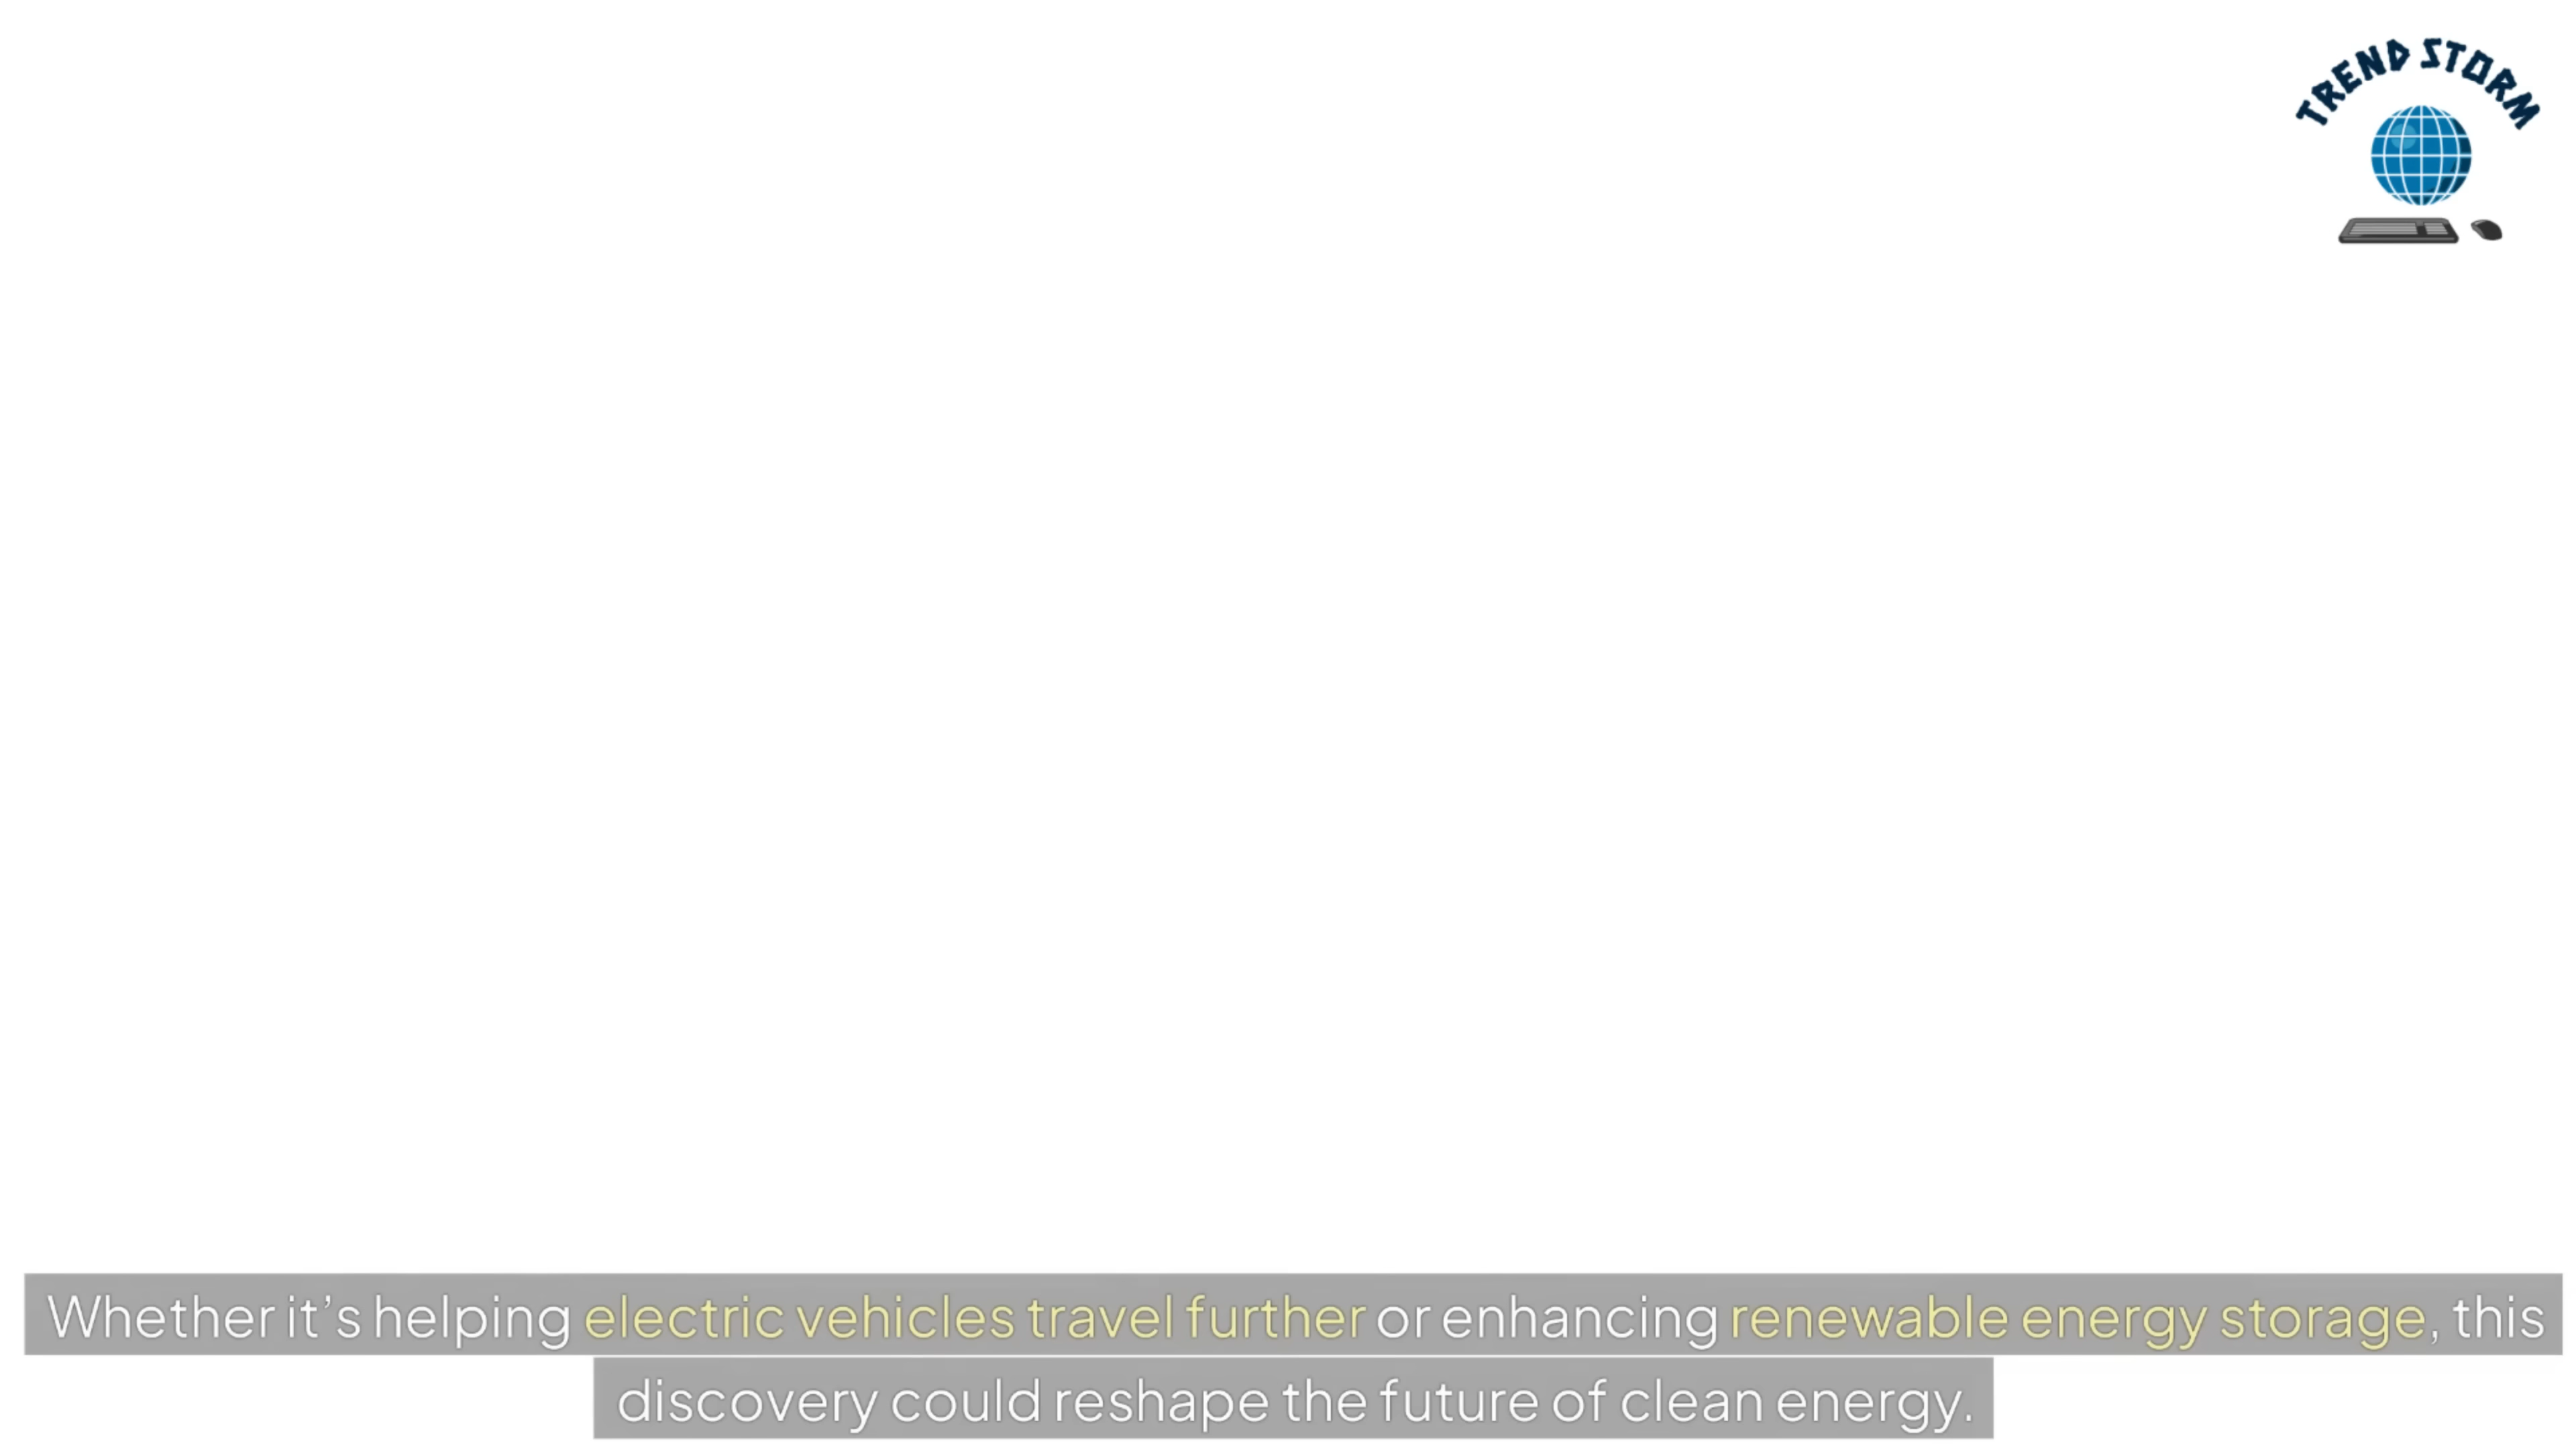 TREND STORM
Whether it’s helping electric vehicles travel further or enhancing renewable energy storage, this
discovery could reshape the future of clean energy.